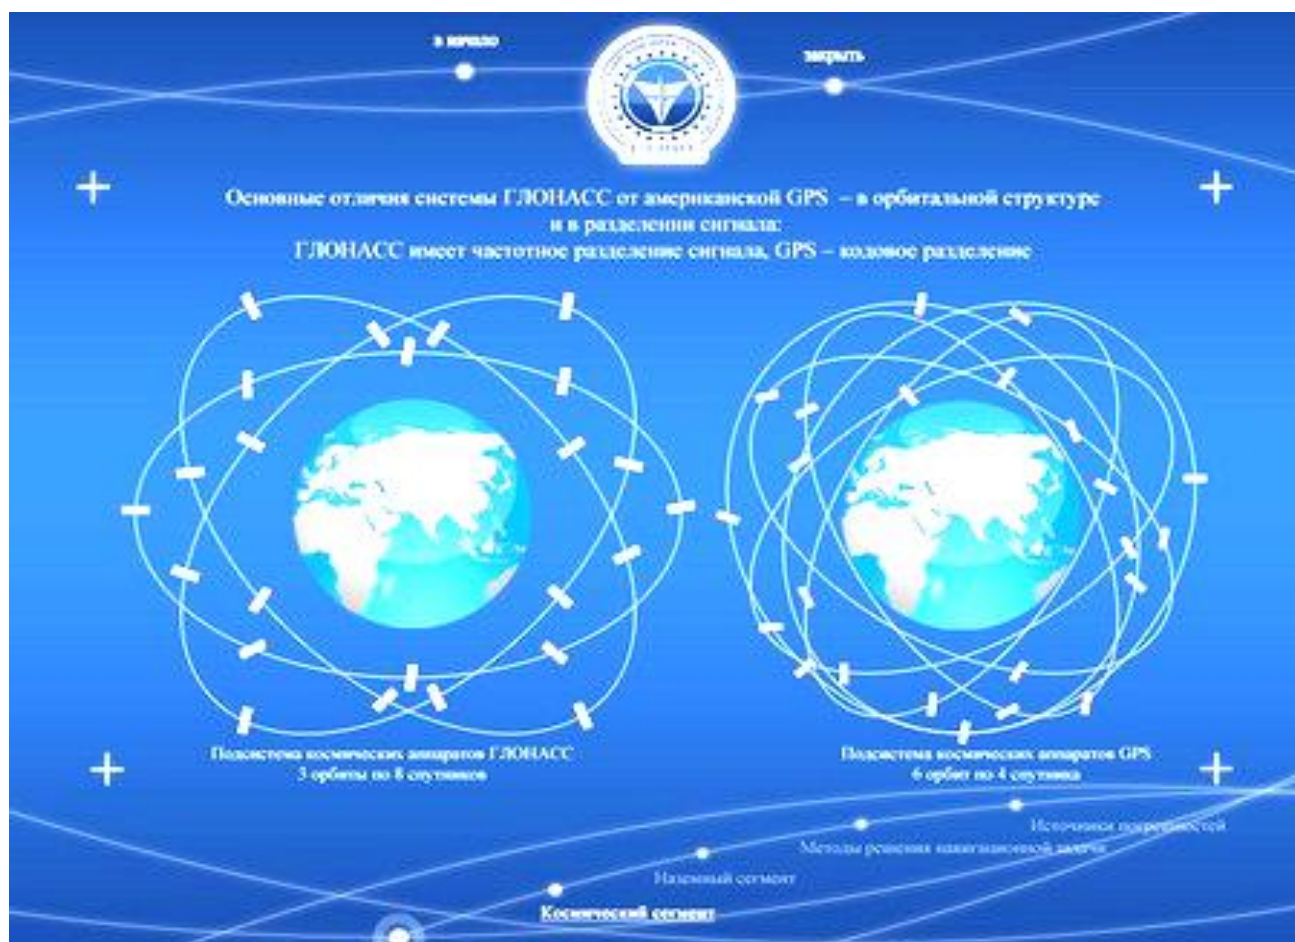 в начало
закрыть
Основные отличия системы ГЛОНАСС от американской GPS – в орбитальной структуре
и в разделении сигнала:
ГЛОНАСС имеет частотное разделение сигнала, GPS – кодовое разделение
Подсистема космических аппаратов ГЛОНАСС
3 орбиты по 8 спутников
Подсистема космических аппаратов GPS
6 орбит по 4 спутника
Источники погрешностей
Методы решения навигационной задачи
Наземный сегмент
Космический сегмент